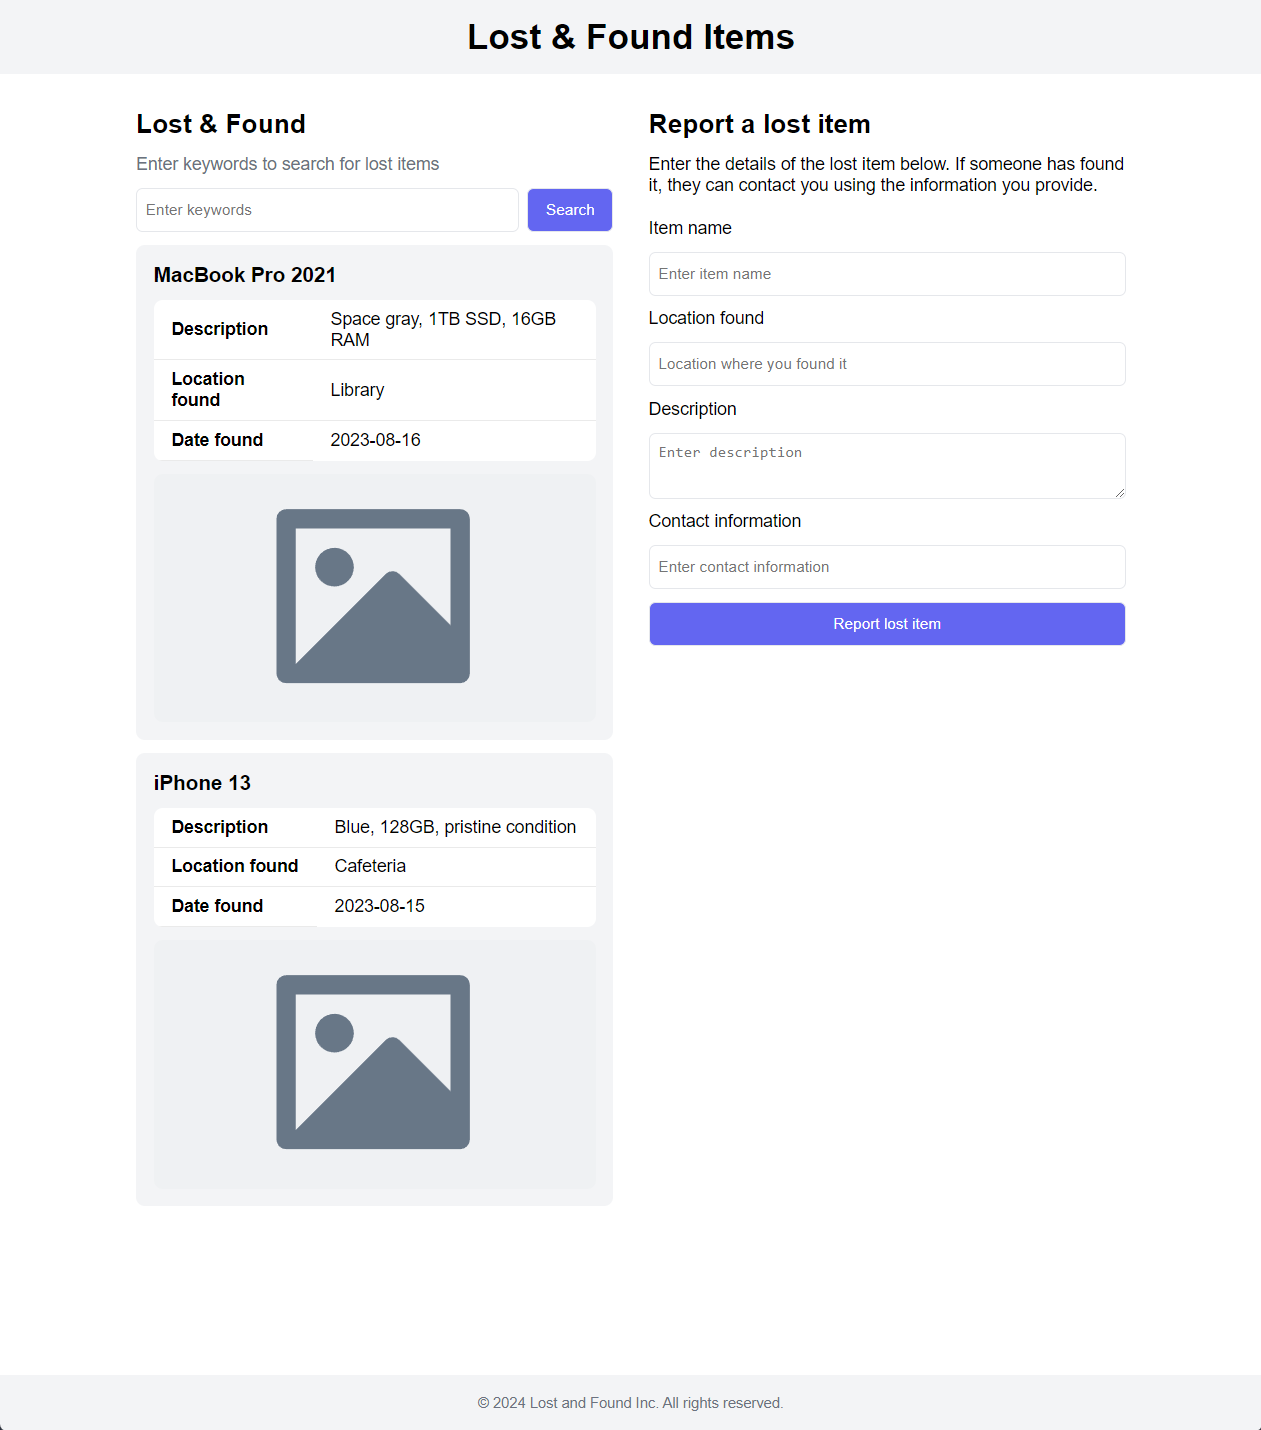 Lost & Found Items
Lost & Found
Enter keywords to search for lost items
Enter keywords
Search
MacBook Pro 2021
Description
Space gray, 1TB SSD, 16GB
RAM
Location
found
Library
Date found
2023-08-16
iPhone 13
Description
Blue, 128GB, pristine condition
Location found
Cafeteria
Date found
2023-08-15
Report a lost item
Enter the details of the lost item below. If someone has found
it, they can contact you using the information you provide.
Item name
Enter item name
Location found
Location where you found it
Description
Enter description
Contact information
Enter contact information
Report lost item
© 2024 Lost and Found Inc. All rights reserved.